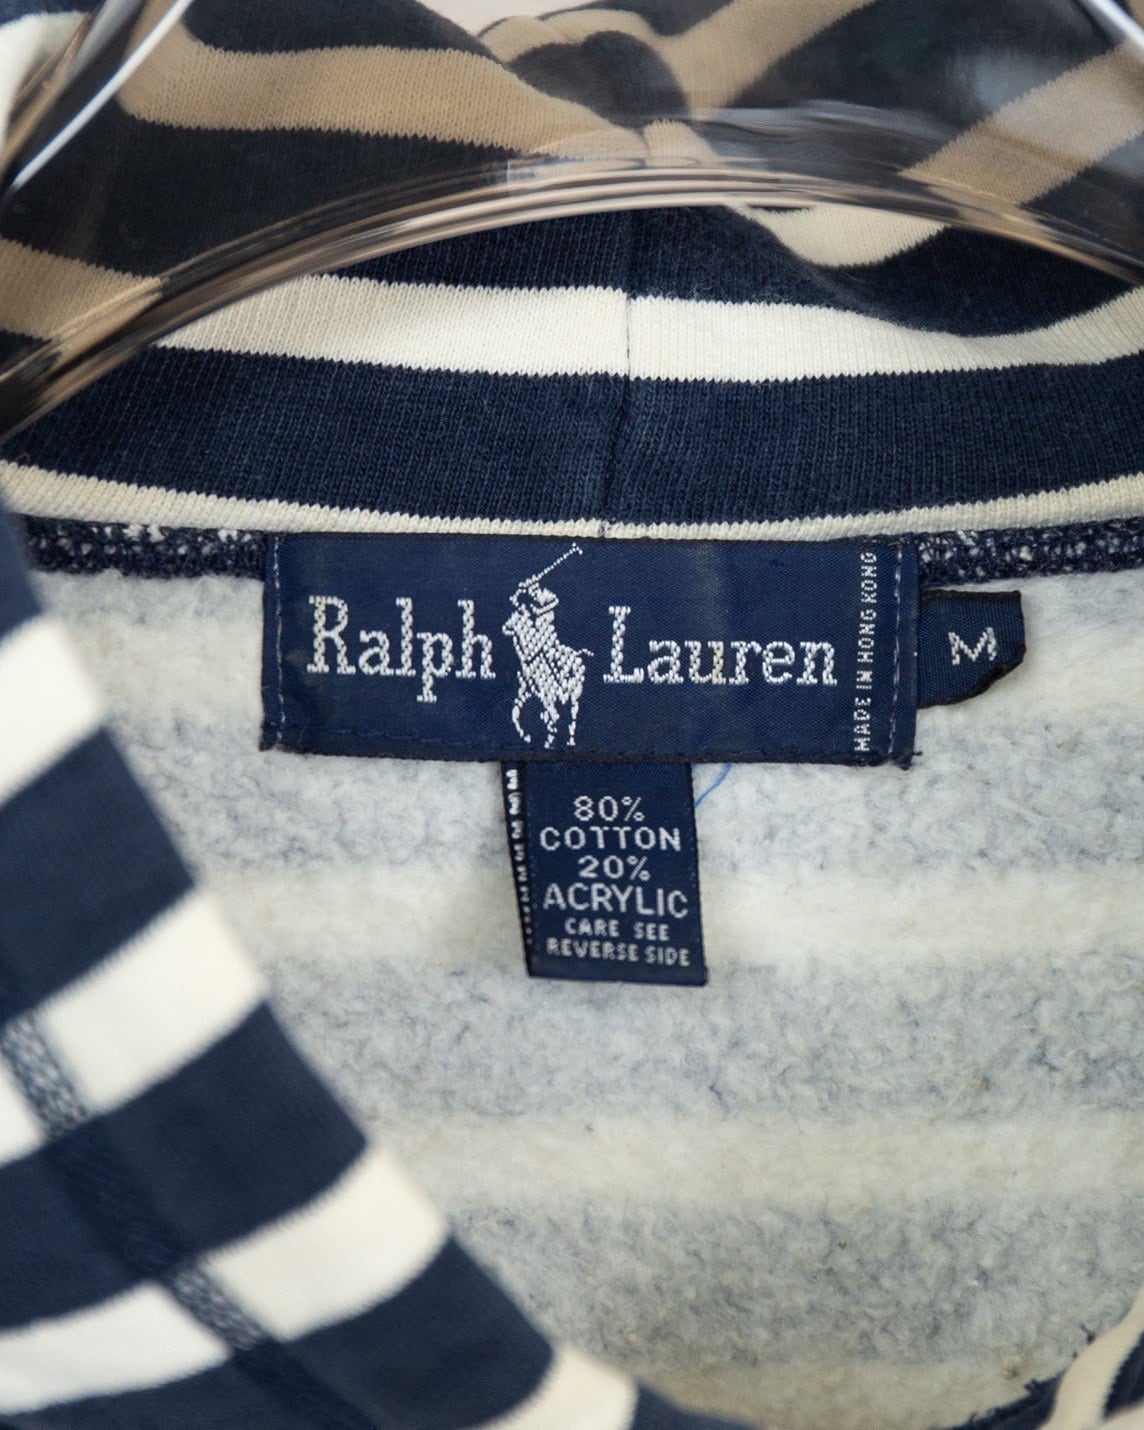 Ralph Lauren
MADE IN HONG KONG
M
80%
COTTON
20%
ACRYLIC
CARE SEE
REVERSE SIDE